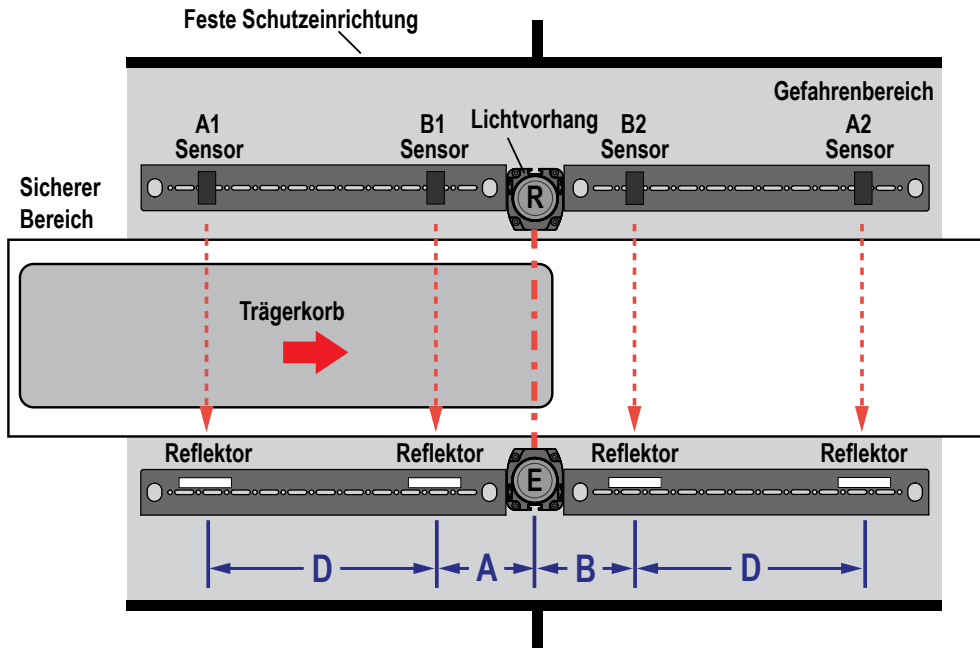 Feste Schutzeinrichtung
Gefahrenbereich
A1
Sensor
B1
Sensor
Lichtvorhang
B2
Sensor
A2
Sensor
Sicherer
Bereich
R
Trägerkorb
Reflektor
Reflektor
Reflektor
Reflektor
E
D
A
B
D